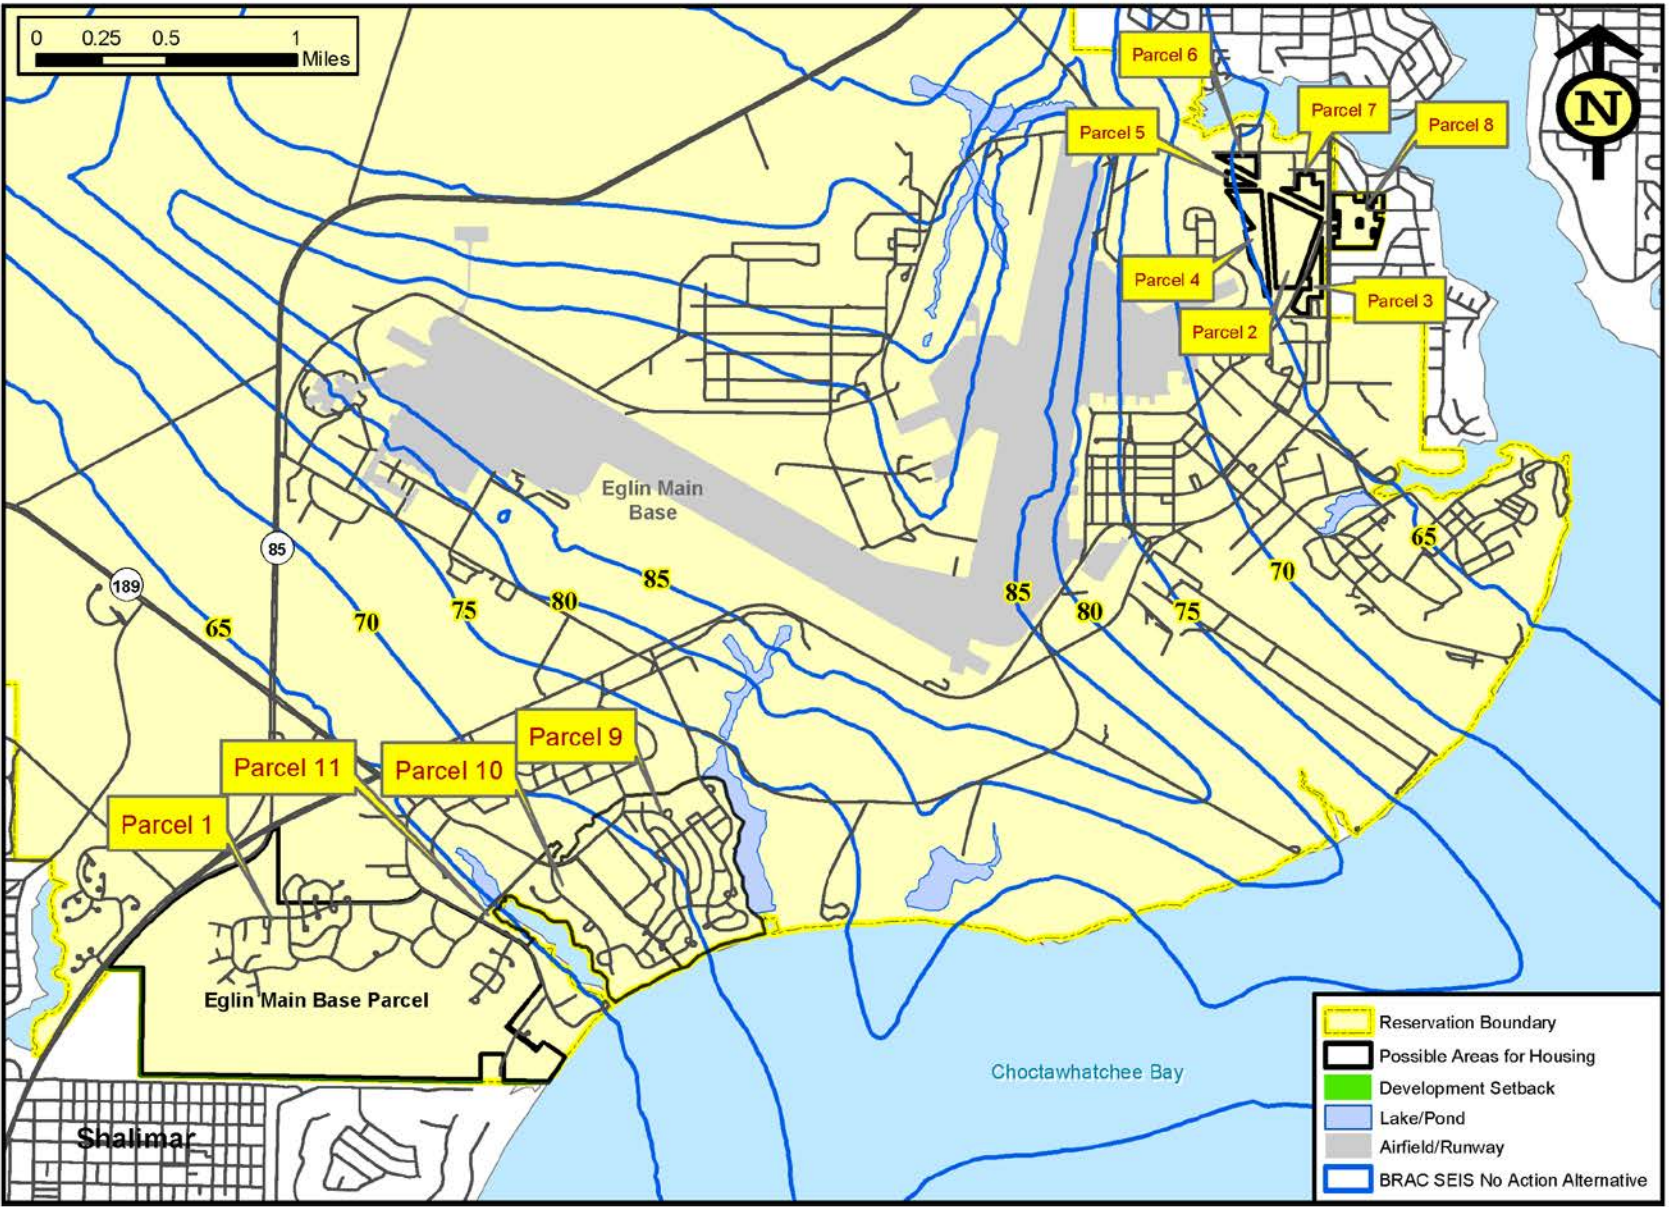 0 0.25 0.5 1
Miles
N
Parcel 6
Parcel 7
Parcel 8
Parcel 5
Parcel 4
Parcel 3
Parcel 2
Eglin Main
Base
85
189
65
70
75
80
85
85
80
75
70
65
Parcel 9
Parcel 11
Parcel 10
Parcel 1
Eglin Main Base Parcel
Choctawhatchee Bay
Shalimar
Reservation Boundary
Possible Areas for Housing
Development Setback
Lake/Pond
Airfield/Runway
BRAC SEIS No Action Alternative